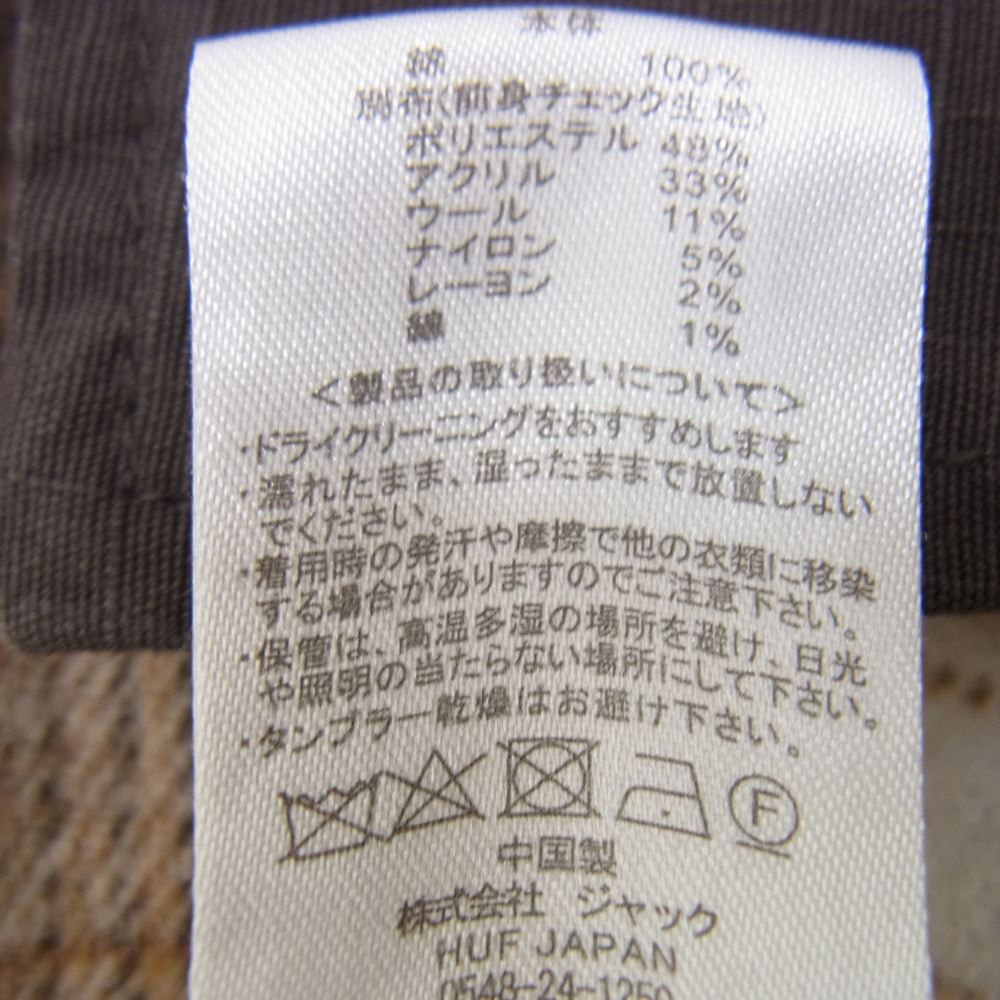 本体
綿 100%
別布(前身チェック生地)
ポリエステル 48%
アクリル 33%
ウール 11%
ナイロン 5%
レーヨン 2%
綿 1%
<製品の取り扱いについて>
・ドライクリーニングをおすすめします
・濡れたまま、湿ったままで放置しない
でください。
・着用時の発汗や摩擦で他の衣類に移染
する場合がありますのでご注意下さい。
・保管は、高温多湿の場所を避け、日光
や照明の当たらない場所にして下さい。
・タンブラー乾燥はお避け下さい。
F
中国製
株式会社 ジャック
HUF JAPAN
0548-24-1250